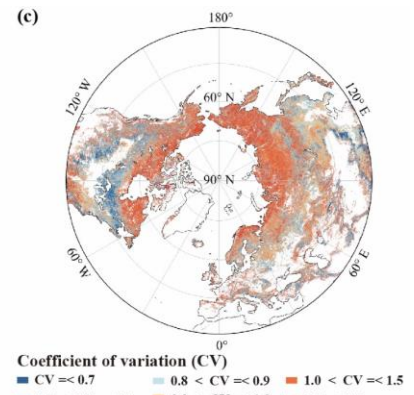 (c)
180°
120° W
120° E
60° N
90° N
60° W
60° E
0°
Coefficient of variation (CV)
CV =< 0.7
0.8 < CV =< 0.9
1.0 < CV =< 1.5